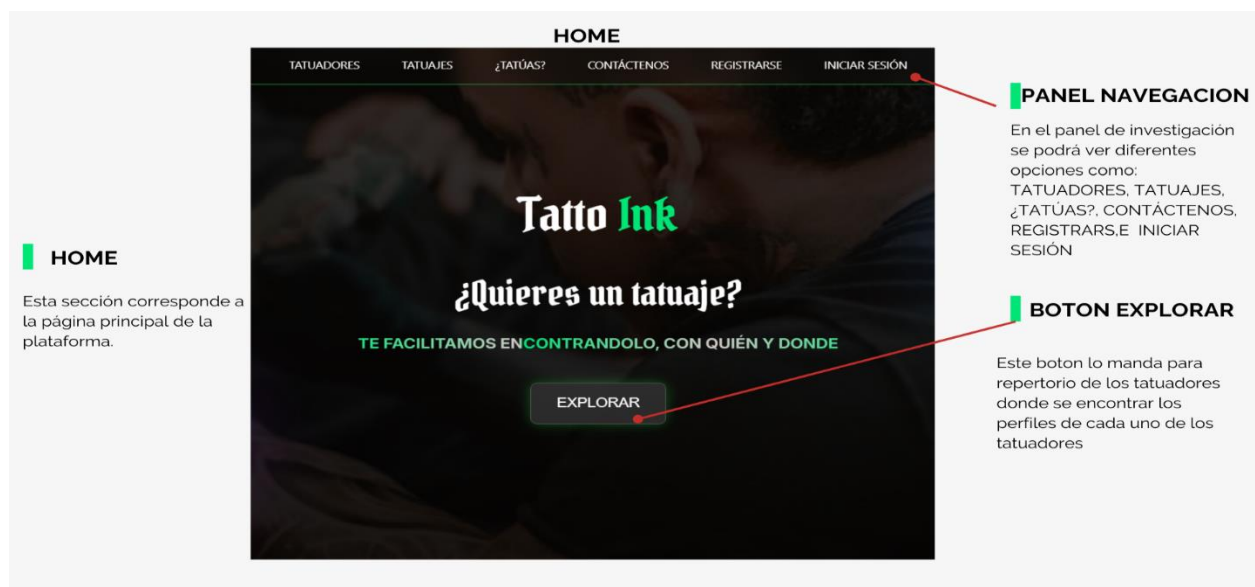 HOME
TATUADORES TATUAJES ¿TATÚAS? CONTÁCTENOS REGISTRARSE INICIAR SESIÓN
Tatto Ink
¿Quieres un tatuaje?
TE FACILITAMOS ENCONTRANDOLO, CON QUIÉN Y DONDE
EXPLORAR
HOME
Esta sección corresponde a
la página principal de la
plataforma.
PANEL NAVEGACION
En el panel de investigación
se podrá ver diferentes
opciones como:
TATUADORES, TATUAJES,
¿TATÚAS?, CONTÁCTENOS,
REGISTRARS,E INICIAR
SESIÓN
BOTON EXPLORAR
Este boton lo manda para
repertorio de los tatuadores
donde se encontrar los
perfiles de cada uno de los
tatuadores